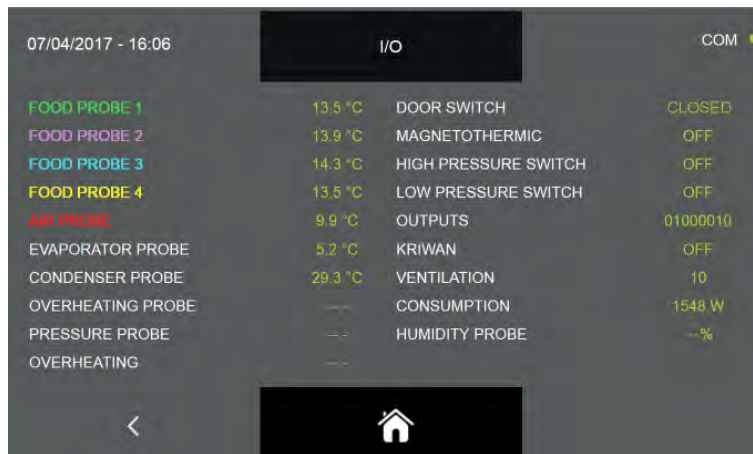 07/04/2017 - 16:06 I/O COM
FOOD PROBE 1 13.5 °C DOOR SWITCH CLOSED
FOOD PROBE 2 13.9 °C MAGNETOTHERMIC OFF
FOOD PROBE 3 14.3 °C HIGH PRESSURE SWITCH OFF
FOOD PROBE 4 13.5 °C LOW PRESSURE SWITCH OFF
AIR PROBE 9.9 °C OUTPUTS 01000010
EVAPORATOR PROBE 5.2 °C KRIWAN OFF
CONDENSER PROBE 29.3 °C VENTILATION 10
OVERHEATING PROBE --.- CONSUMPTION 1548 W
PRESSURE PROBE --.- HUMIDITY PROBE --%
OVERHEATING --.-